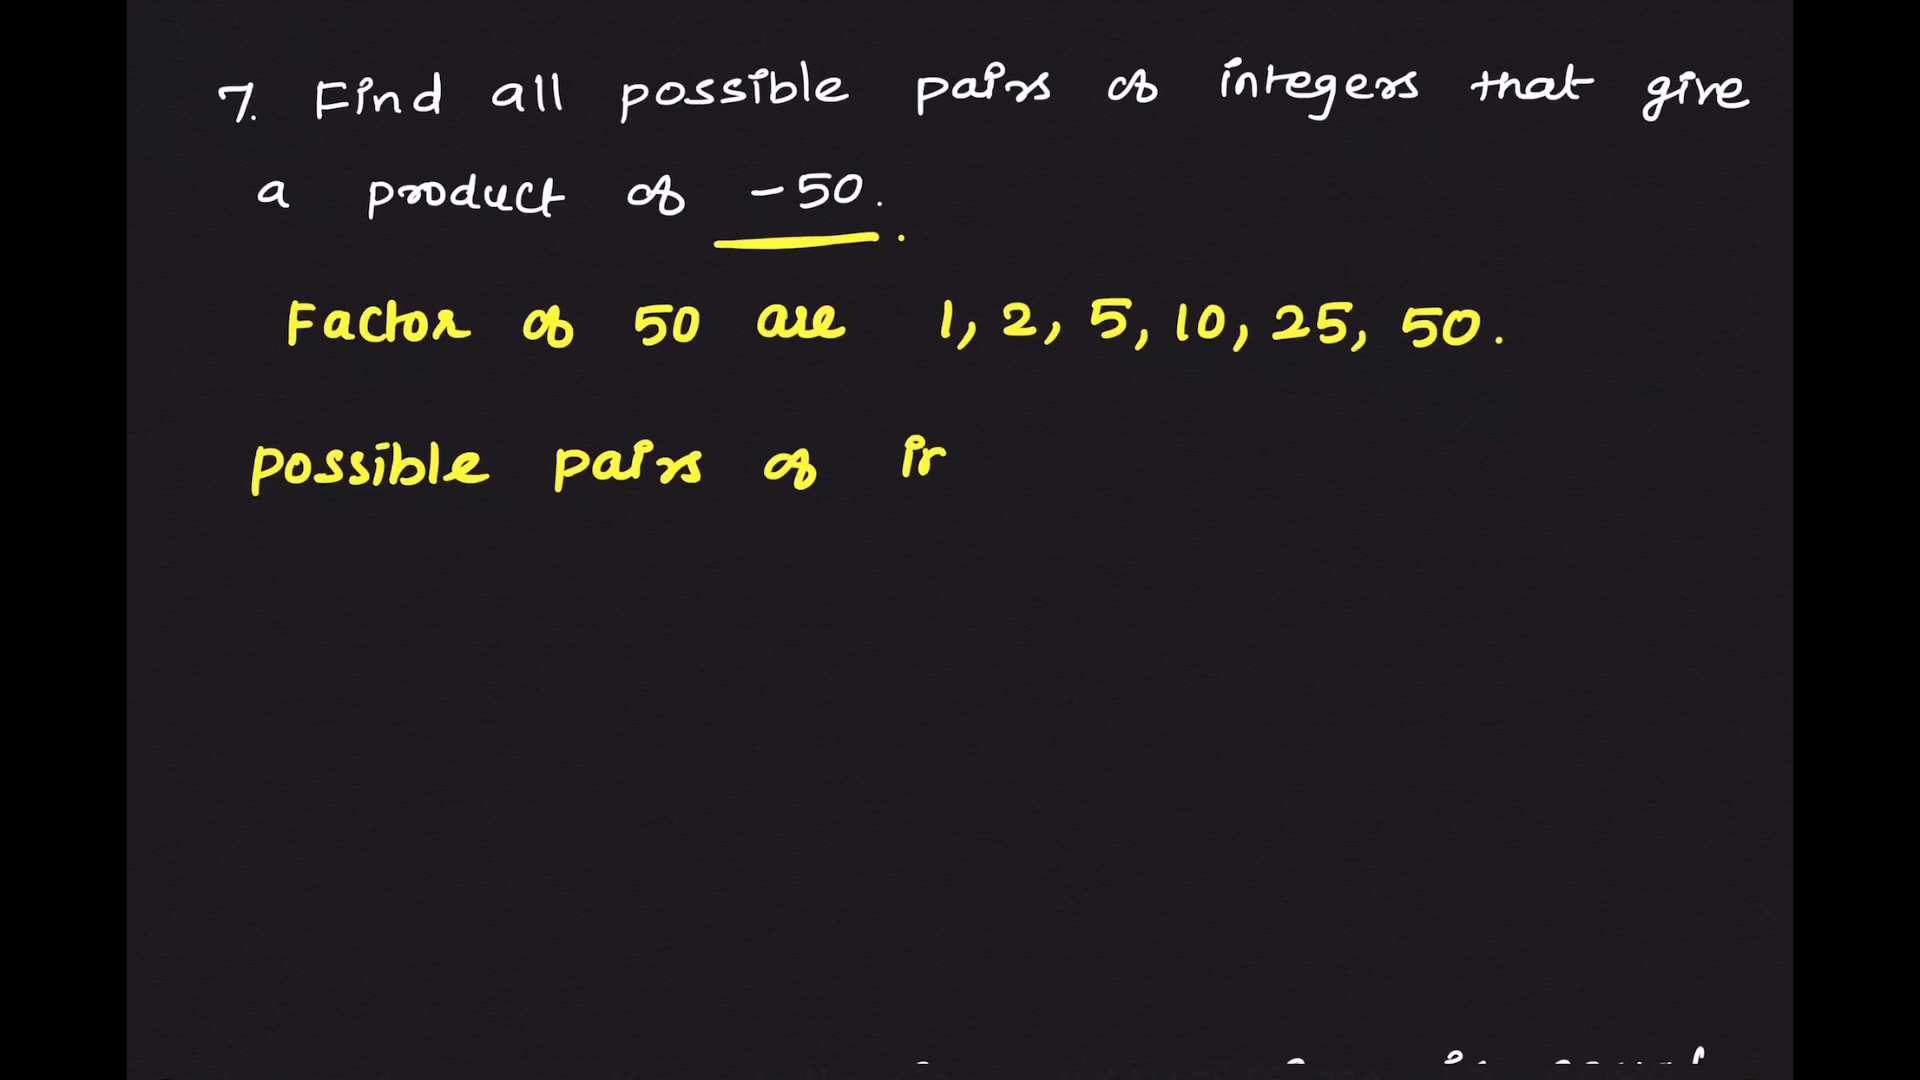 7. Find all possible pairs of integers that give
a product of -50.
Factor of 50 are 1, 2, 5, 10, 25, 50.
possible pairs of in